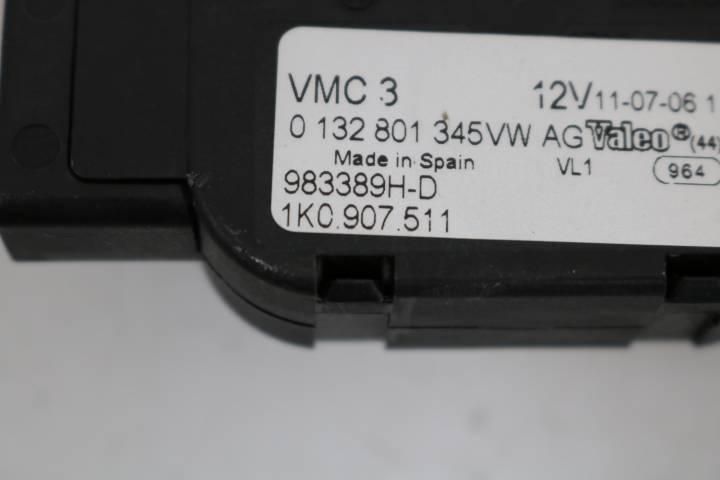 VMC 3 12V 11-07-06 1
0 132 801 345 VW AG Valeo® (44)
Made in Spain VL1 964
983389H-D
1K0.907.511